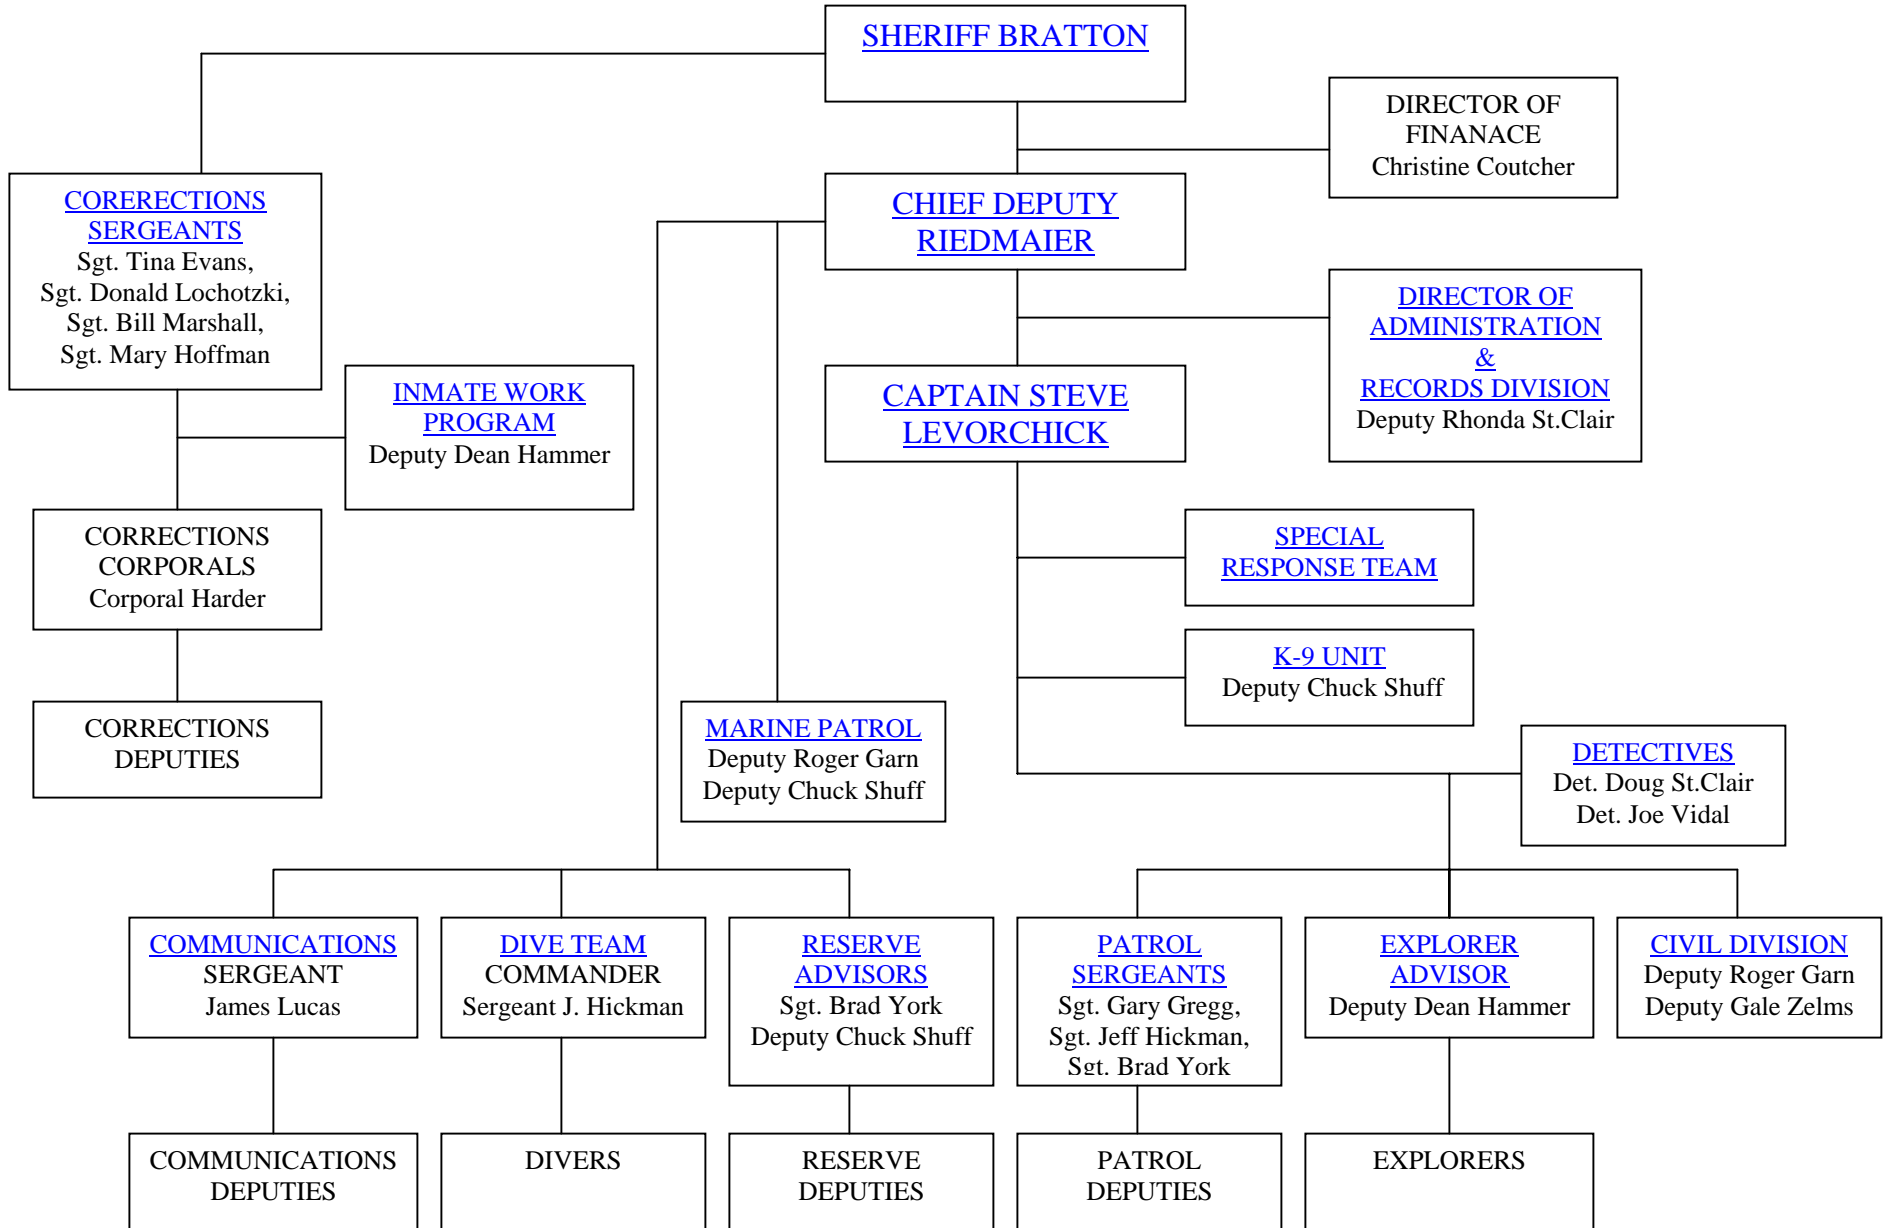 SHERIFF BRATTON
DIRECTOR OF
FINANACE
Christine Coutcher
CORERECTIONS
SERGEANTS
Sgt. Tina Evans,
Sgt. Donald Lochotzki,
Sgt. Bill Marshall,
Sgt. Mary Hoffman
CHIEF DEPUTY
RIEDMAIER
DIRECTOR OF
ADMINISTRATION
&
RECORDS DIVISION
Deputy Rhonda St.Clair
INMATE WORK
PROGRAM
Deputy Dean Hammer
CAPTAIN STEVE
LEVORCHICK
CORRECTIONS
CORPORALS
Corporal Harder
SPECIAL
RESPONSE TEAM
K-9 UNIT
Deputy Chuck Shuff
CORRECTIONS
DEPUTIES
MARINE PATROL
Deputy Roger Garn
Deputy Chuck Shuff
DETECTIVES
Det. Doug St.Clair
Det. Joe Vidal
COMMUNICATIONS
SERGEANT
James Lucas
DIVE TEAM
COMMANDER
Sergeant J. Hickman
RESERVE
ADVISORS
Sgt. Brad York
Deputy Chuck Shuff
PATROL
SERGEANTS
Sgt. Gary Gregg,
Sgt. Jeff Hickman,
Sgt. Brad York
EXPLORER
ADVISOR
Deputy Dean Hammer
CIVIL DIVISION
Deputy Roger Garn
Deputy Gale Zelms
COMMUNICATIONS
DEPUTIES
DIVERS
RESERVE
DEPUTIES
PATROL
DEPUTIES
EXPLORERS